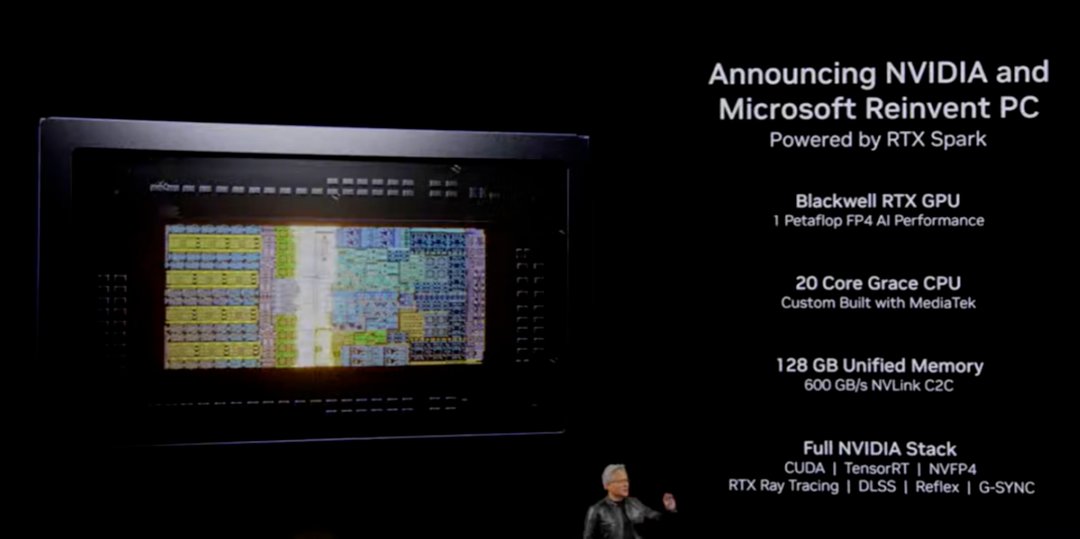 Announcing NVIDIA and
Microsoft Reinvent PC
Powered by RTX Spark
Blackwell RTX GPU
1 Petaflop FP4 AI Performance
20 Core Grace CPU
Custom Built with MediaTek
128 GB Unified Memory
600 GB/s NVLink C2C
Full NVIDIA Stack
CUDA | TensorRT | NVFP4
RTX Ray Tracing | DLSS | Reflex | G-SYNC